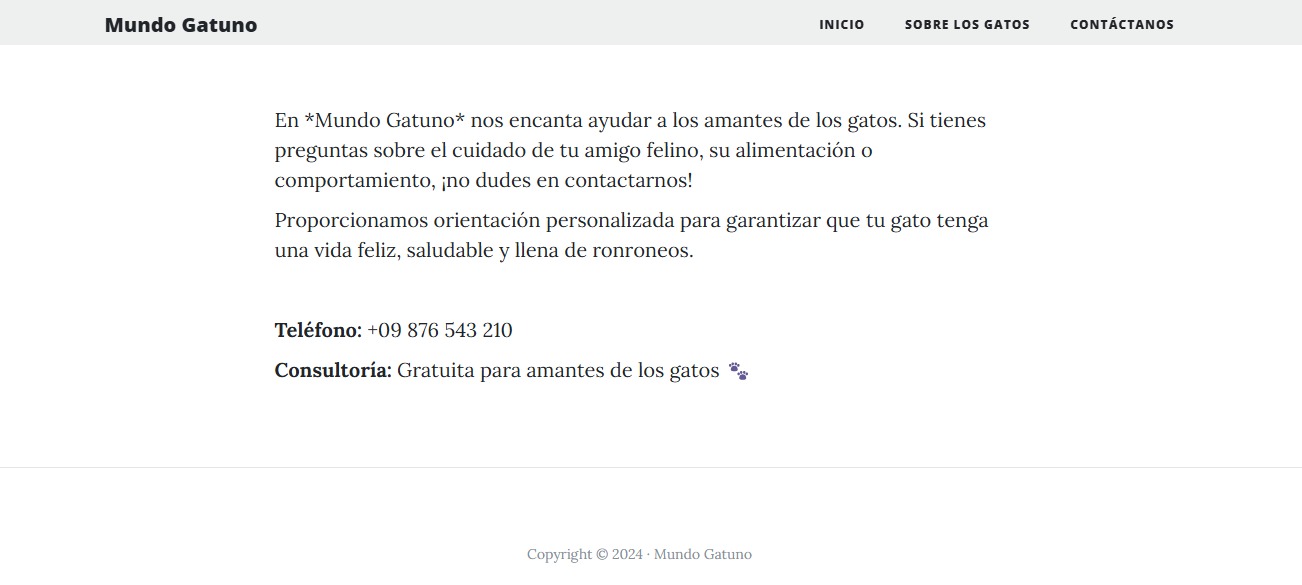 Mundo Gatuno
INICIO SOBRE LOS GATOS CONTÁCTANOS
En *Mundo Gatuno* nos encanta ayudar a los amantes de los gatos. Si tienes
preguntas sobre el cuidado de tu amigo felino, su alimentación o
comportamiento, ¡no dudes en contactarnos!
Proporcionamos orientación personalizada para garantizar que tu gato tenga
una vida feliz, saludable y llena de ronroneos.
Teléfono: +09 876 543 210
Consultoría: Gratuita para amantes de los gatos 🐾
Copyright © 2024 · Mundo Gatuno